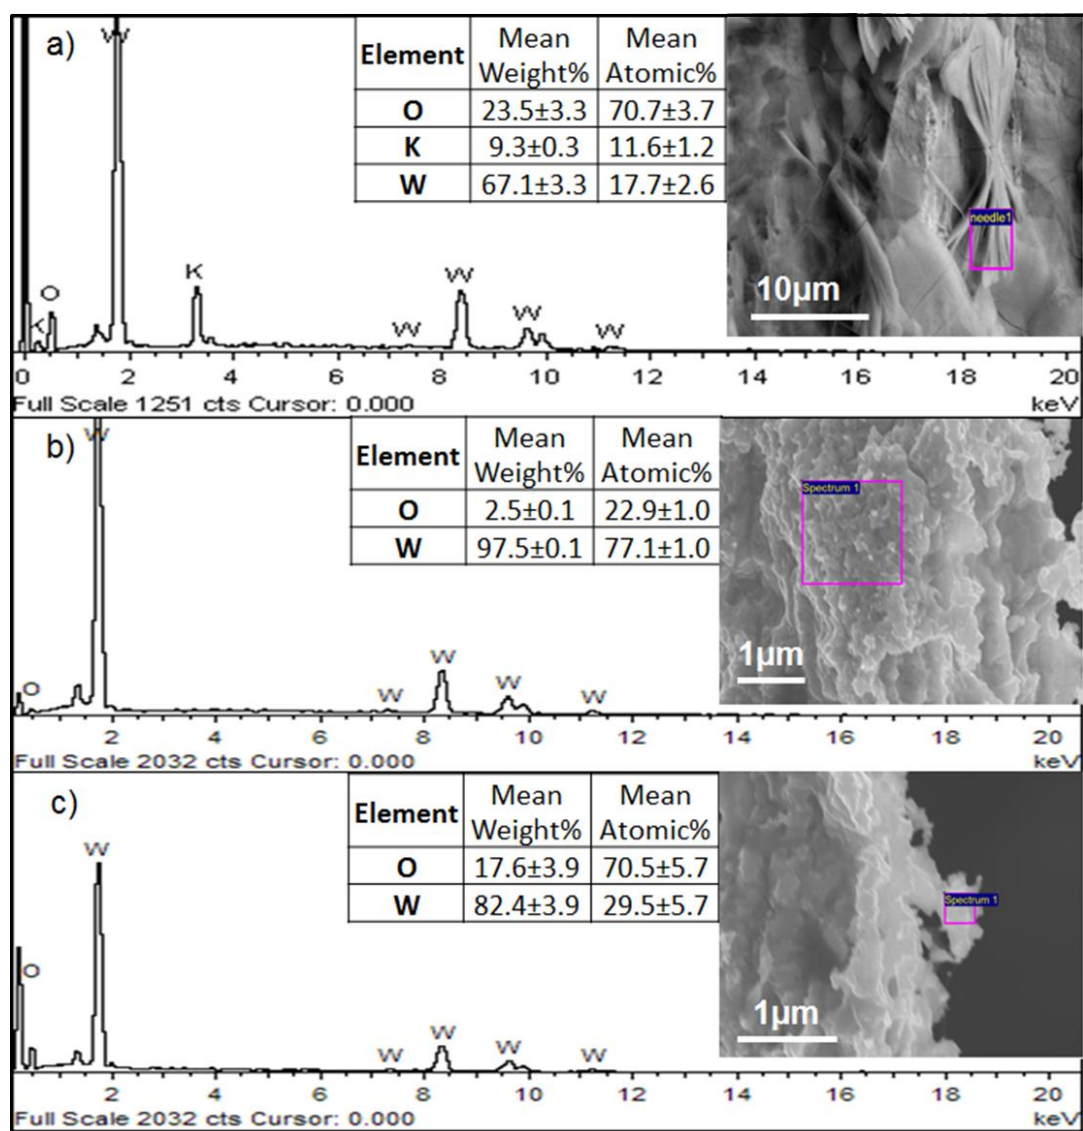 a)
W
Element Mean Weight% Mean Atomic%
O 23.5±3.3 70.7±3.7
K 9.3±0.3 11.6±1.2
W 67.1±3.3 17.7±2.6
needle1
10μm
K
O
K
W
W
W
W
0 2 4 6 8 10 12 14 16 18 20
Full Scale 1251 cts Cursor: 0.000 keV
b)
W
Element Mean Weight% Mean Atomic%
O 2.5±0.1 22.9±1.0
W 97.5±0.1 77.1±1.0
Spectrum 1
1μm
O
W
W
W
W
2 4 6 8 10 12 14 16 18 20
Full Scale 2032 cts Cursor: 0.000 keV
c)
W
Element Mean Weight% Mean Atomic%
O 17.6±3.9 70.5±5.7
W 82.4±3.9 29.5±5.7
Spectrum 1
1μm
O
W
W
W
W
2 4 6 8 10 12 14 16 18 20
Full Scale 2032 cts Cursor: 0.000 keV